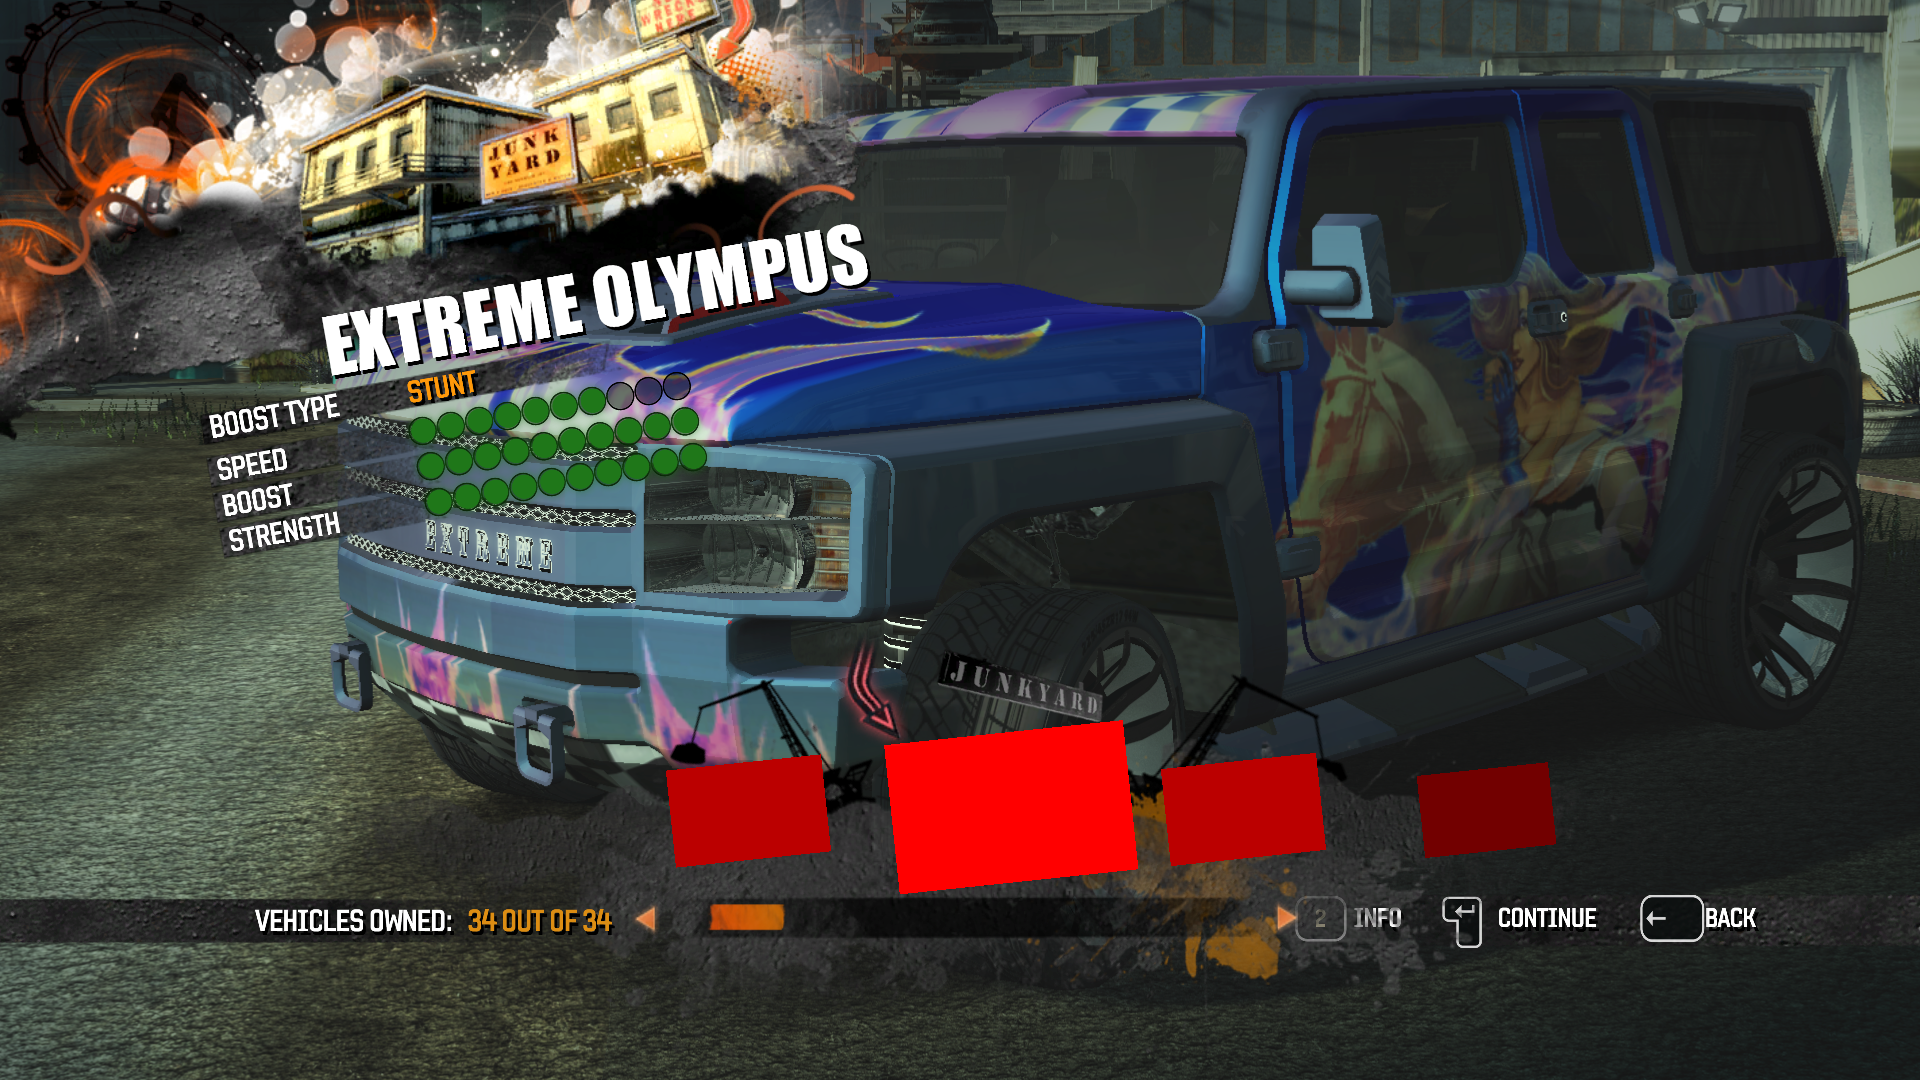 JUNK
YARD
EXTREME OLYMPUS
BOOST TYPE
STUNT
SPEED
BOOST
STRENGTH
EXTREME
JUNKYARD
VEHICLES OWNED: 34 OUT OF 34
2 INFO
CONTINUE
BACK